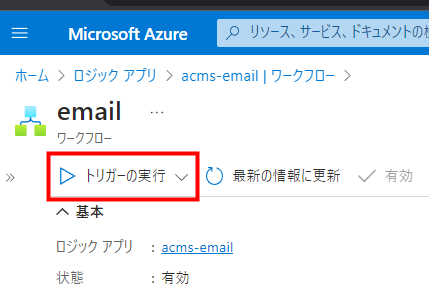 Microsoft Azure
リソース、サービス、ドキュメントの検
ホーム > ロジック アプリ > acms-email | ワークフロー >
email ...
ワークフロー
» トリガーの実行 最新の情報に更新 有効
基本
ロジック アプリ : acms-email
状態 : 有効